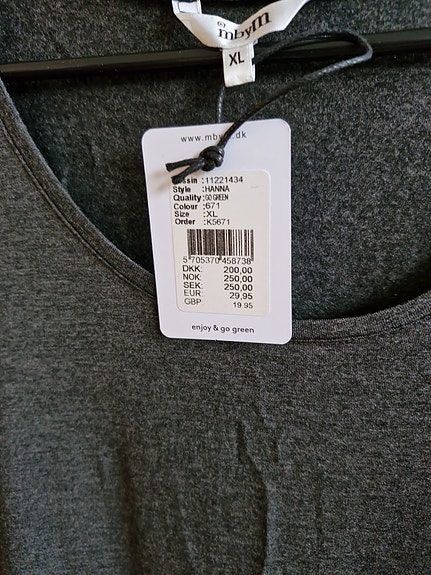 mbyM
XL
www.mbym.dk
ssin :11221434
Style :HANNA
Quality:GO GREEN
Colour :671
Size :XL
Order :K5671
5 705370 458738
DKK: 200,00
NOK: 250,00
SEK: 250,00
EUR: 29,95
GBP 19.95
enjoy & go green